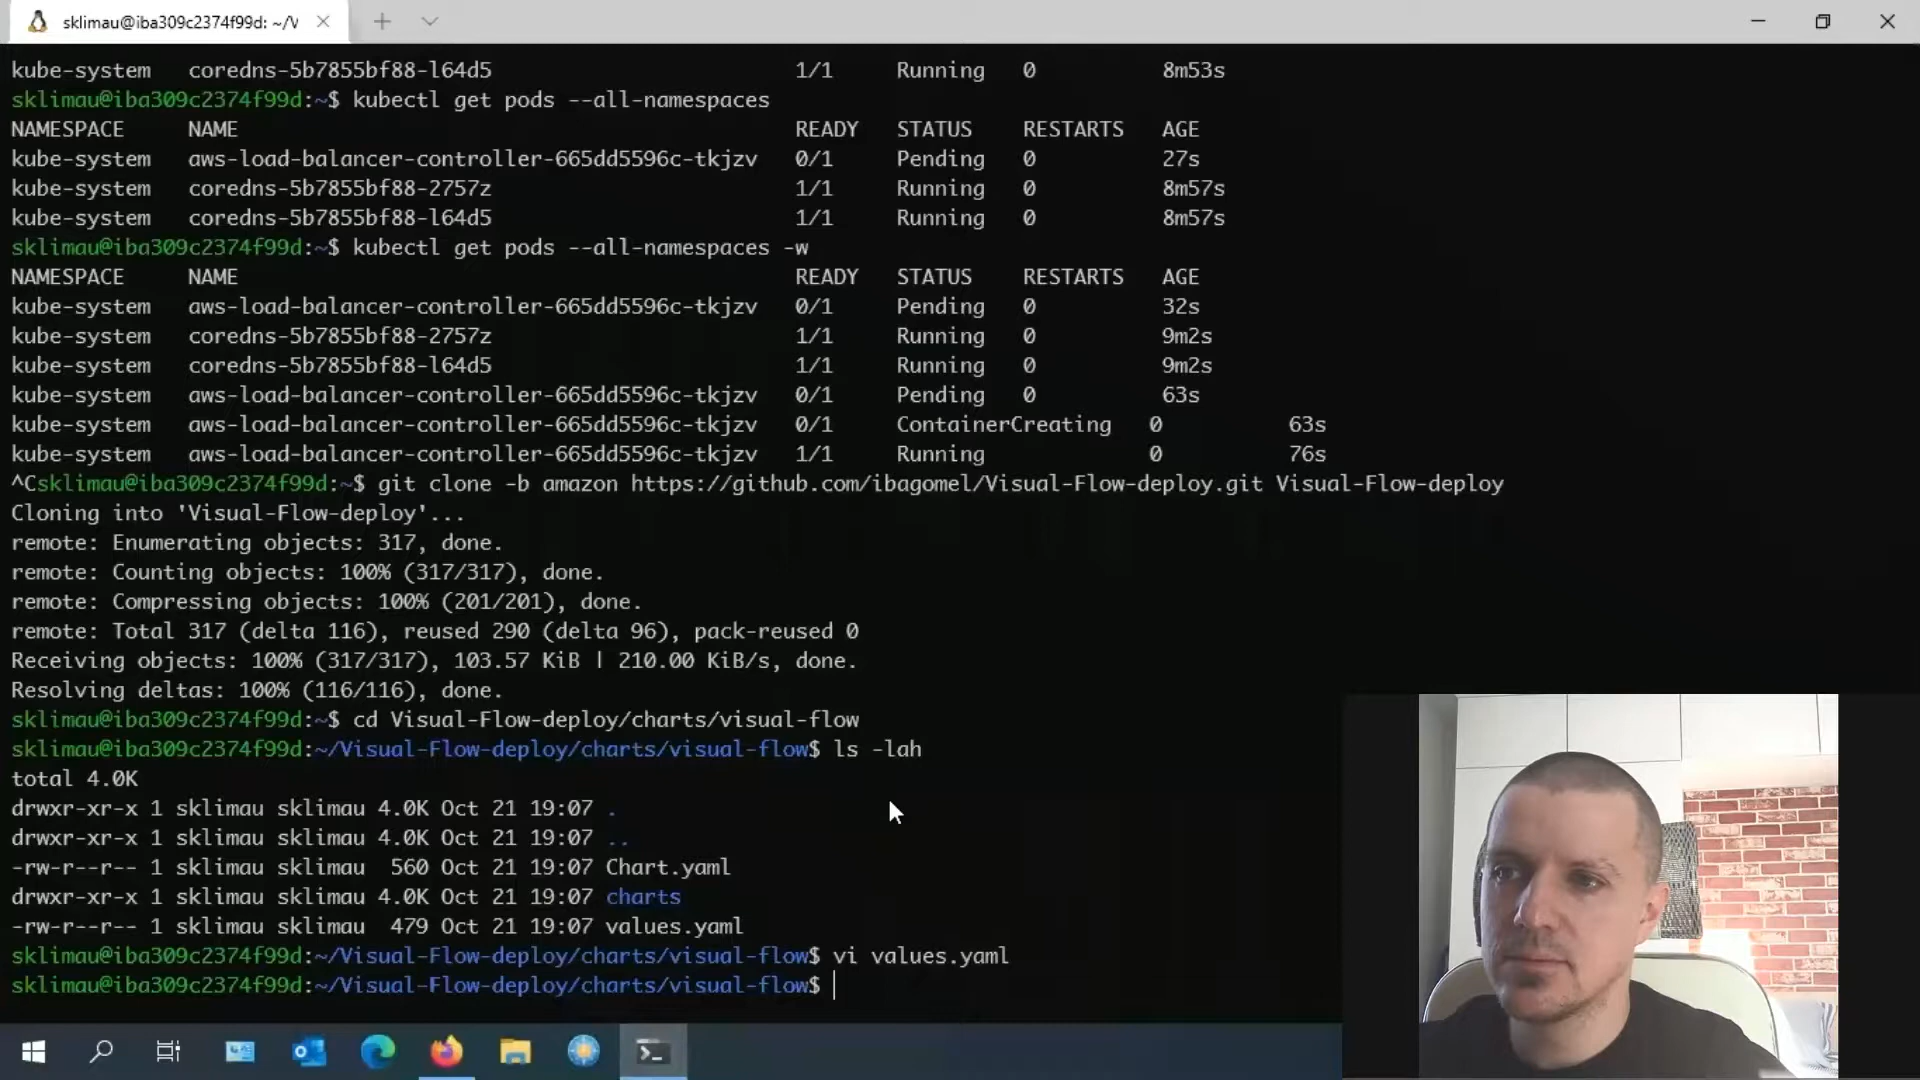 sklimau@iba309c2374f99d: ~/V
kube-system coredns-5b7855bf88-l64d5 1/1 Running 0 8m53s
sklimau@iba309c2374f99d:~$ kubectl get pods --all-namespaces
NAMESPACE NAME READY STATUS RESTARTS AGE
kube-system aws-load-balancer-controller-665dd5596c-tkjzv 0/1 Pending 0 27s
kube-system coredns-5b7855bf88-2757z 1/1 Running 0 8m57s
kube-system coredns-5b7855bf88-l64d5 1/1 Running 0 8m57s
sklimau@iba309c2374f99d:~$ kubectl get pods --all-namespaces -w
NAMESPACE NAME READY STATUS RESTARTS AGE
kube-system aws-load-balancer-controller-665dd5596c-tkjzv 0/1 Pending 0 32s
kube-system coredns-5b7855bf88-2757z 1/1 Running 0 9m2s
kube-system coredns-5b7855bf88-l64d5 1/1 Running 0 9m2s
kube-system aws-load-balancer-controller-665dd5596c-tkjzv 0/1 Pending 0 63s
kube-system aws-load-balancer-controller-665dd5596c-tkjzv 0/1 ContainerCreating 0 63s
kube-system aws-load-balancer-controller-665dd5596c-tkjzv 1/1 Running 0 76s
^Csklimau@iba309c2374f99d:~$ git clone -b amazon https://github.com/ibagomel/Visual-Flow-deploy.git Visual-Flow-deploy
Cloning into 'Visual-Flow-deploy'...
remote: Enumerating objects: 317, done.
remote: Counting objects: 100% (317/317), done.
remote: Compressing objects: 100% (201/201), done.
remote: Total 317 (delta 116), reused 290 (delta 96), pack-reused 0
Receiving objects: 100% (317/317), 103.57 KiB | 210.00 KiB/s, done.
Resolving deltas: 100% (116/116), done.
sklimau@iba309c2374f99d:~$ cd Visual-Flow-deploy/charts/visual-flow
sklimau@iba309c2374f99d:~/Visual-Flow-deploy/charts/visual-flow$ ls -lah
total 4.0K
drwxr-xr-x 1 sklimau sklimau 4.0K Oct 21 19:07 .
drwxr-xr-x 1 sklimau sklimau 4.0K Oct 21 19:07 ..
-rw-r--r-- 1 sklimau sklimau 560 Oct 21 19:07 Chart.yaml
drwxr-xr-x 1 sklimau sklimau 4.0K Oct 21 19:07 charts
-rw-r--r-- 1 sklimau sklimau 479 Oct 21 19:07 values.yaml
sklimau@iba309c2374f99d:~/Visual-Flow-deploy/charts/visual-flow$ vi values.yaml
sklimau@iba309c2374f99d:~/Visual-Flow-deploy/charts/visual-flow$